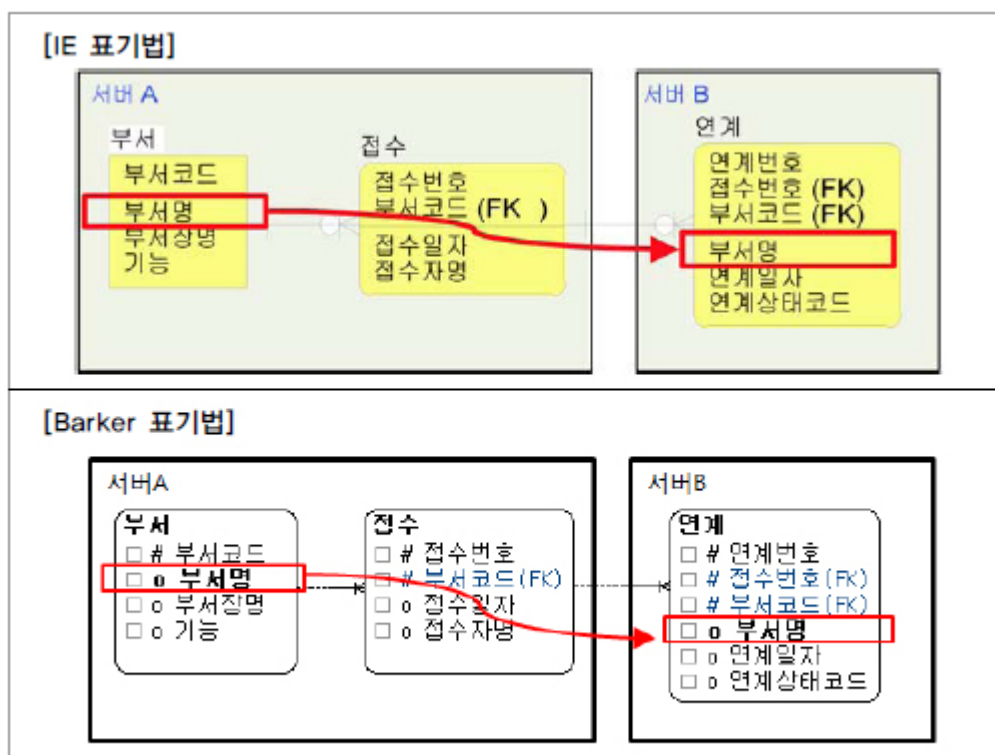 [IE 표기법]
서버 A
부서
부서코드
부서명
부서장명
기능
접수
접수번호
부서코드 (FK )
접수일자
접수자명
서버 B
연계
연계번호
접수번호 (FK)
부서코드 (FK)
부서명
연계일자
연계상태코드
[Barker 표기법]
서버A
부서
□ # 부서코드
□ o 부서명
□ o 부서장명
□ o 기능
접수
□ # 접수번호
□ # 부서코드(FK)
□ o 접수일자
□ o 접수자명
서버B
연계
□ # 연계번호
□ # 접수번호(FK)
□ # 부서코드(FK)
□ o 부서명
□ o 연계일자
□ o 연계상태코드